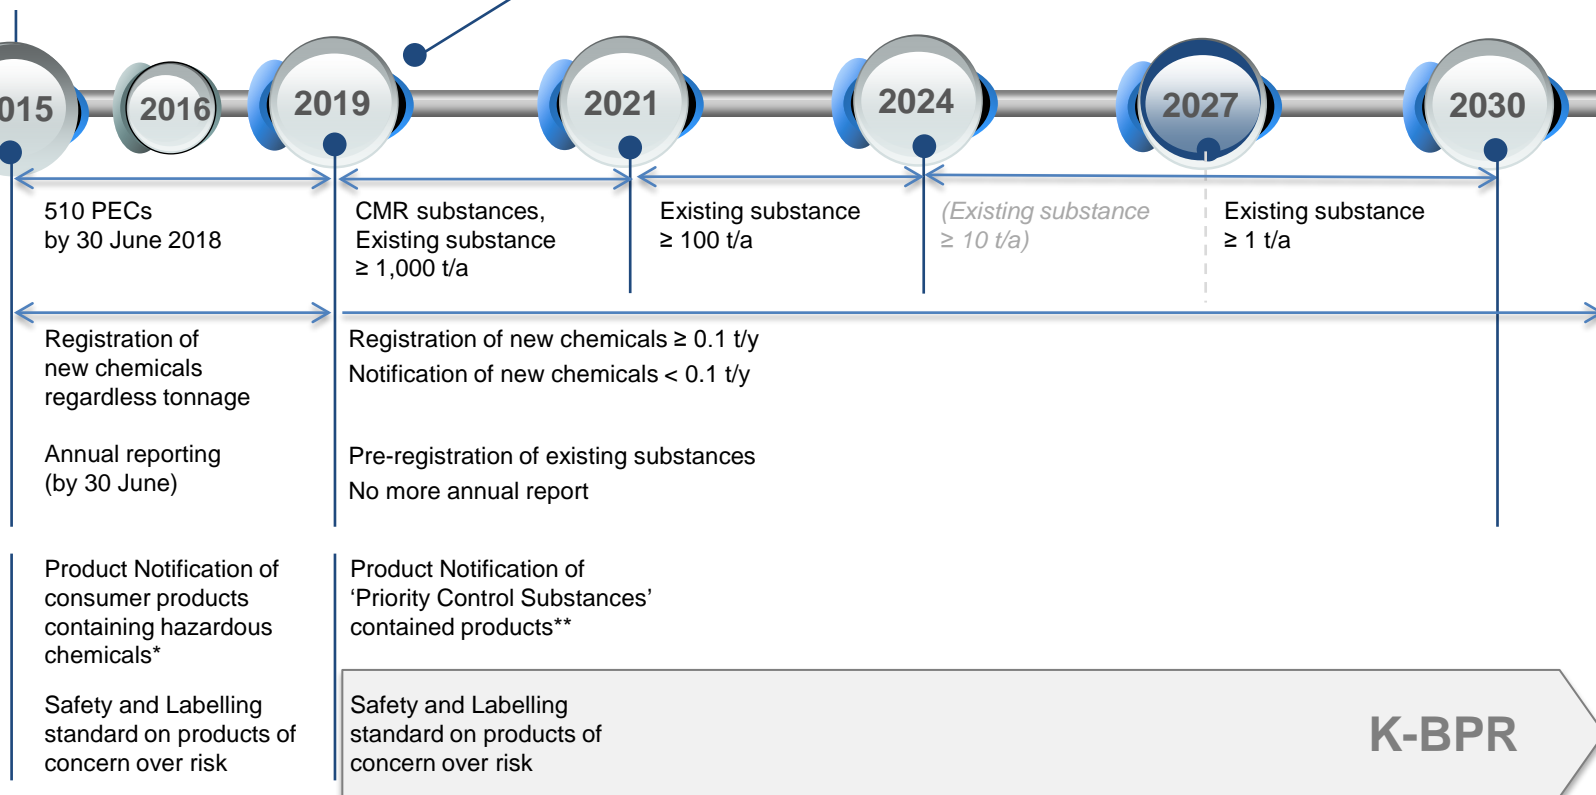 015
2016
2019
2021
2024
2027
2030
510 PECs
by 30 June 2018
CMR substances,
Existing substance
≥ 1,000 t/a
Existing substance
≥ 100 t/a
(Existing substance
≥ 10 t/a)
Existing substance
≥ 1 t/a
Registration of
new chemicals
regardless tonnage
Registration of new chemicals ≥ 0.1 t/y
Notification of new chemicals < 0.1 t/y
Annual reporting
(by 30 June)
Pre-registration of existing substances
No more annual report
Product Notification of
consumer products
containing hazardous
chemicals*
Product Notification of
‘Priority Control Substances’
contained products**
Safety and Labelling
standard on products of
concern over risk
Safety and Labelling
standard on products of
concern over risk
K-BPR